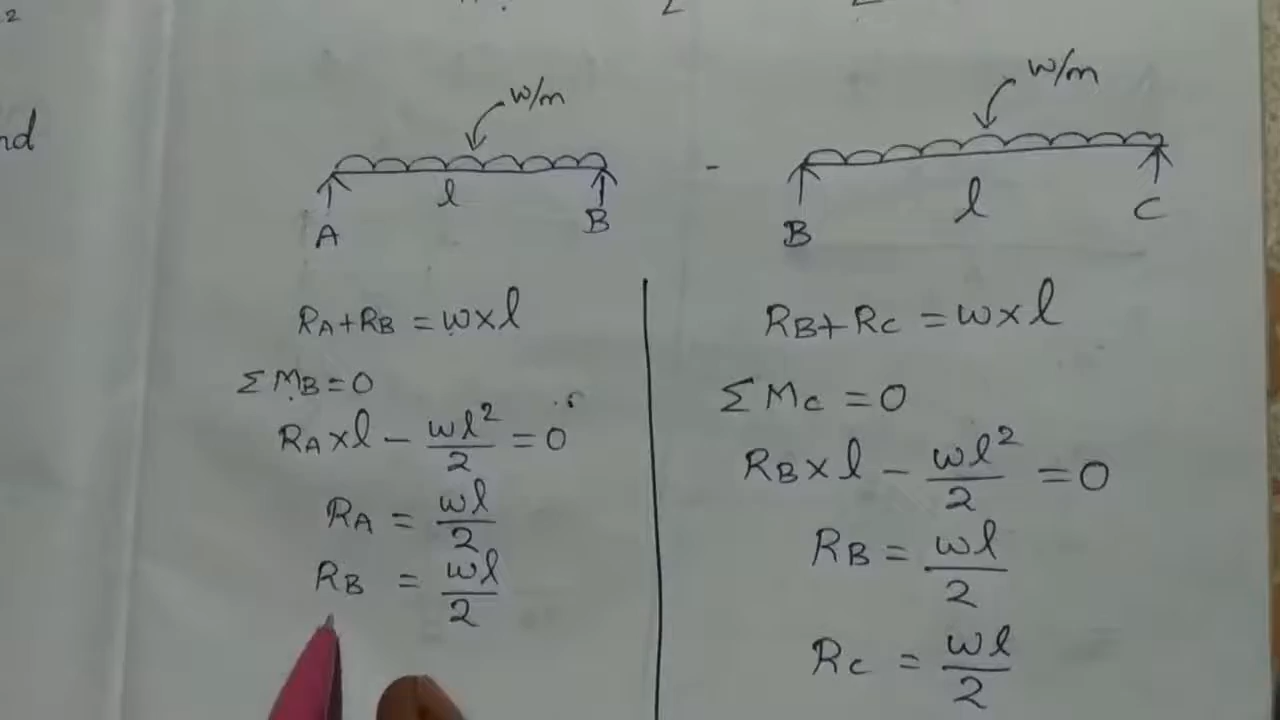 2
nd
w/m
l
A
B
RA+RB = w×l
ΣMB=0
RA×l - wl²/2 = 0
RA = wl/2
RB = wl/2
w/m
l
B
C
RB+RC = w×l
ΣMC = 0
RB×l - wl²/2 = 0
RB = wl/2
RC = wl/2